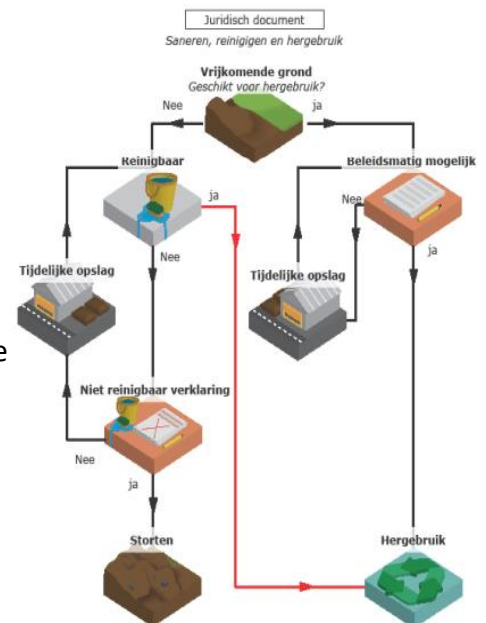 Juridisch document
Saneren, reinigigen en hergebruik
Vrijkomende grond
Geschikt voor hergebruik?
Nee
ja
Reinigbaar
Beleidsmatig mogelijk
ja
Nee
Nee
ja
Tijdelijke opslag
Tijdelijke opslag
e
Niet reinigbaar verklaring
Nee
ja
Storten
Hergebruik